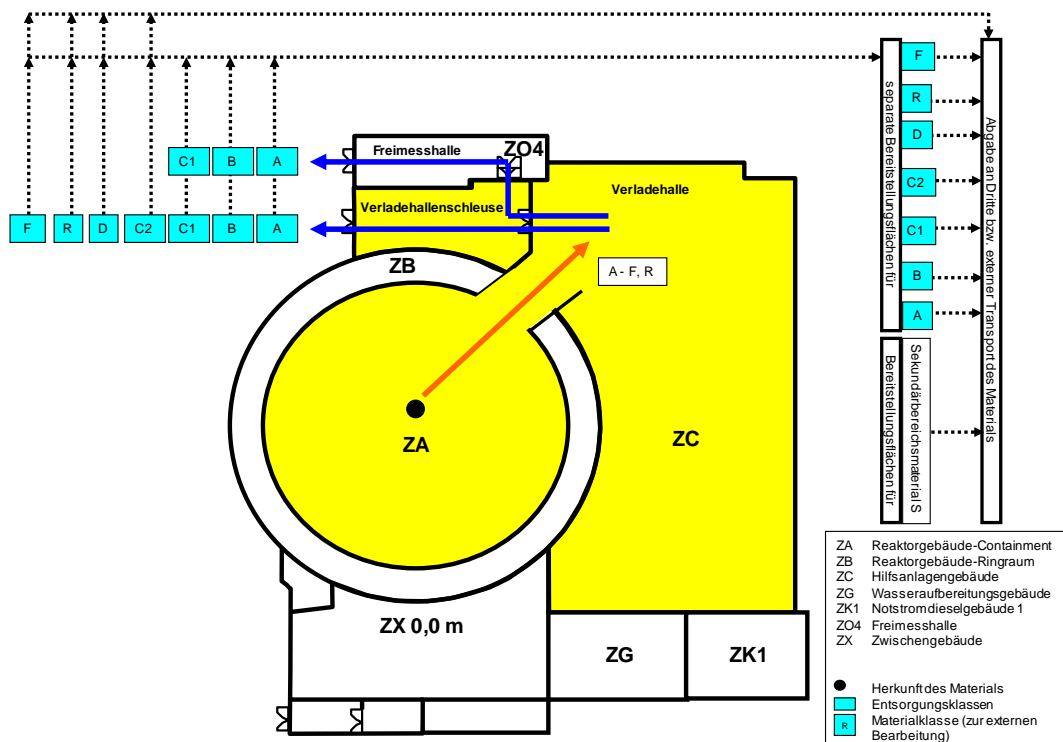 ZO4
Freimesshalle
C1
B
A
Verladehalle
Verladehallenschleuse
F
R
D
C2
C1
B
A
ZB
A - F, R
ZA
ZC
ZX 0,0 m
ZG
ZK1
separate Bereitstellungsflächen für
F
R
D
C2
C1
B
A
Bereitstellungsflächen für
Sekundärbereichsmaterial S
Abgabe an Dritte bzw. externer Transport des Materials
ZA Reaktorgebäude-Containment
ZB Reaktorgebäude-Ringraum
ZC Hilfsanlagengebäude
ZG Wasseraufbereitungsgebäude
ZK1 Notstromdieselgebäude 1
ZO4 Freimesshalle
ZX Zwischengebäude
Herkunft des Materials
Entsorgungsklassen
R Materialklasse (zur externen
Bearbeitung)